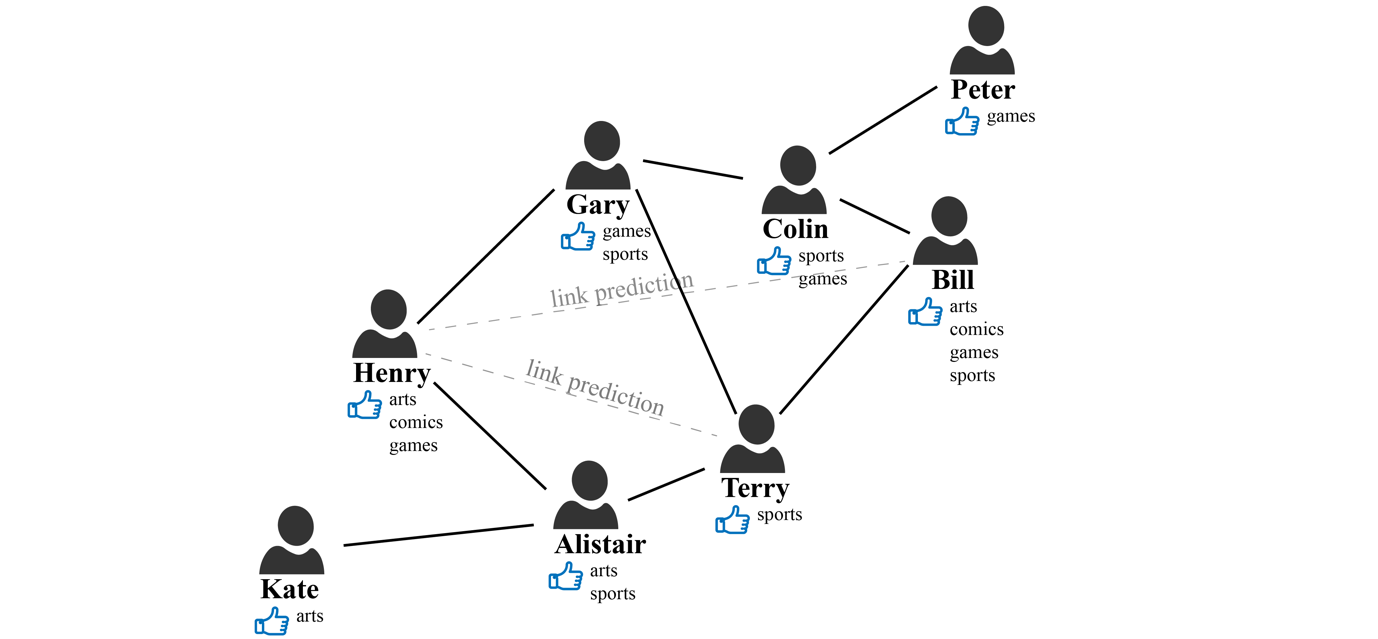 Peter
games
Gary
games
sports
Colin
sports
games
Bill
arts
comics
games
sports
link prediction
Henry
arts
comics
games
link prediction
Terry
sports
Alistair
arts
sports
Kate
arts